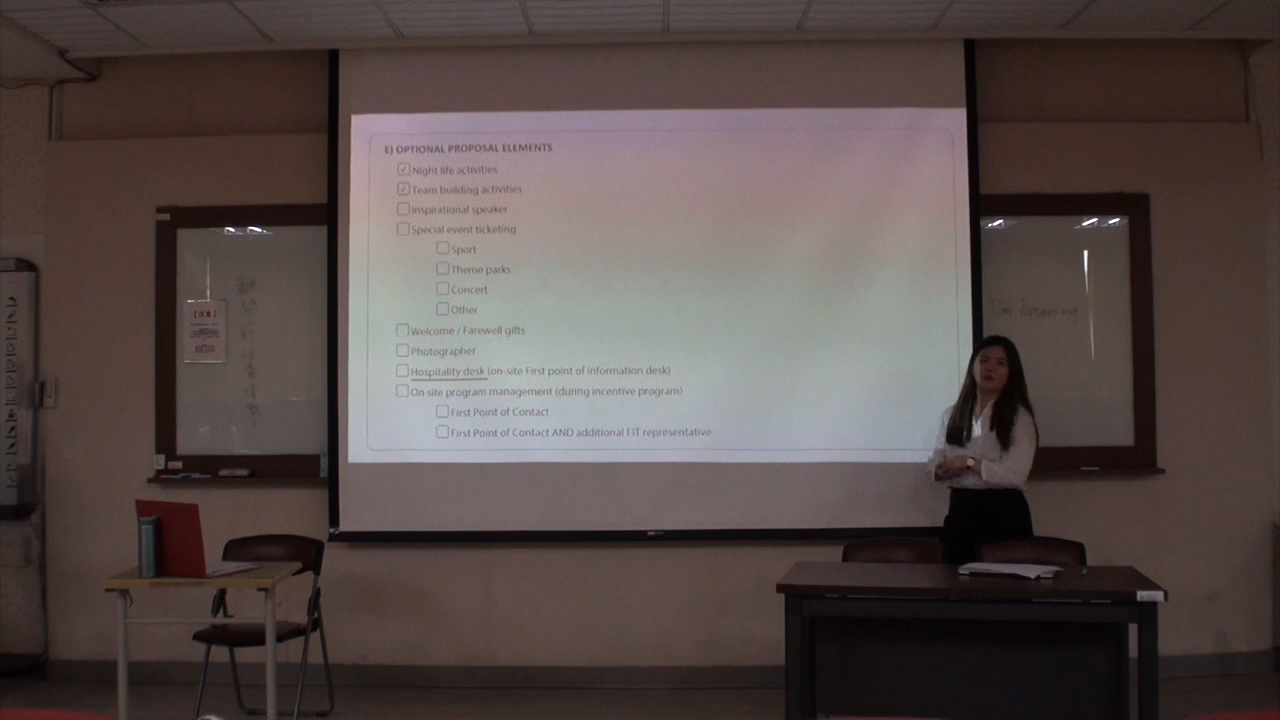 E) OPTIONAL PROPOSAL ELEMENTS
Night life activities
Team building activities
Inspirational speaker
Special event ticketing
Sport
Theme parks
Concert
Other
Welcome / Farewell gifts
Photographer
Hospitality desk (on-site First point of information desk)
On site program management (during incentive program)
First Point of Contact
First Point of Contact AND additional FIT representative
I'm listening